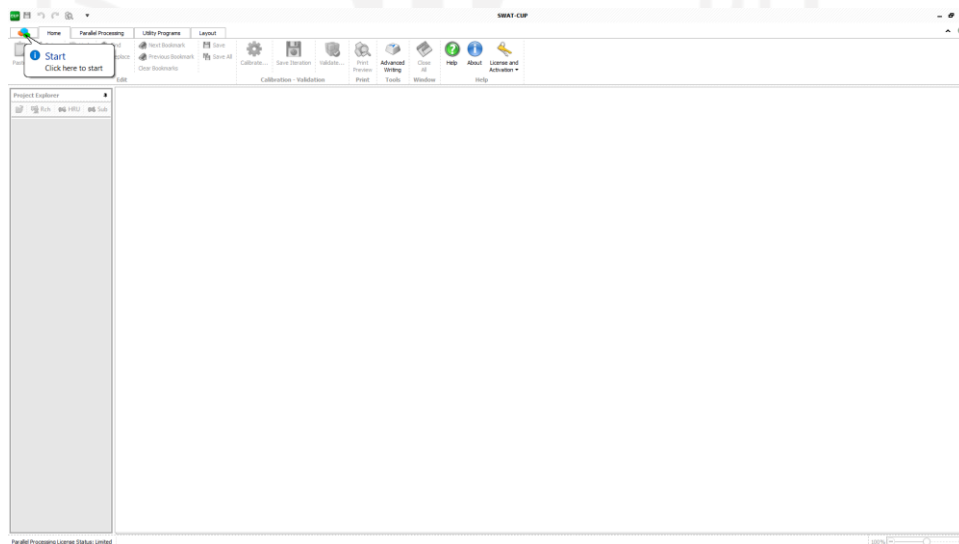 SWAT-CUP
Home Parallel Processing Utility Programs Layout
Next Bookmark Save
Previous Bookmark Save All
Clear Bookmarks
Start
Click here to start
Calibrate... Save Iteration Validate... Print Preview Advanced Writing Close All Help About License and Activation
Edit Calibration - Validation Print Tools Window Help
Project Explorer
Rch HRU Sub
Parallel Processing License Status: Limited
100%